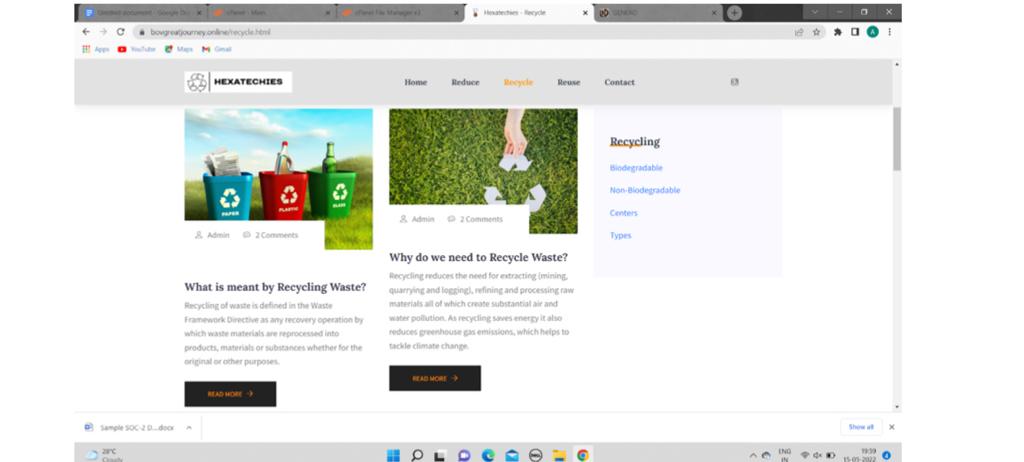 Untitled document - Google Do
cPanel - Main
cPanel File Manager v3
Hexatechies - Recycle
bovgreatjourney.online/recycle.html
Apps YouTube Maps Gmail
HEXATECHIES
Home Reduce Recycle Reuse Contact
PAPER
PLASTIC
GLASS
Admin 2 Comments
What is meant by Recycling Waste?
Recycling of waste is defined in the Waste
Framework Directive as any recovery operation by
which waste materials are reprocessed into
products, materials or substances whether for the
original or other purposes.
READ MORE →
Admin 2 Comments
Why do we need to Recycle Waste?
Recycling reduces the need for extracting (mining,
quarrying and logging), refining and processing raw
materials all of which create substantial air and
water pollution. As recycling saves energy it also
reduces greenhouse gas emissions, which helps to
tackle climate change.
READ MORE →
Recycling
Biodegradable
Non-Biodegradable
Centers
Types
Sample SOC-2 D....docx
Show all
28°C
Cloudy
ENG
IN
19:59
15-05-2022